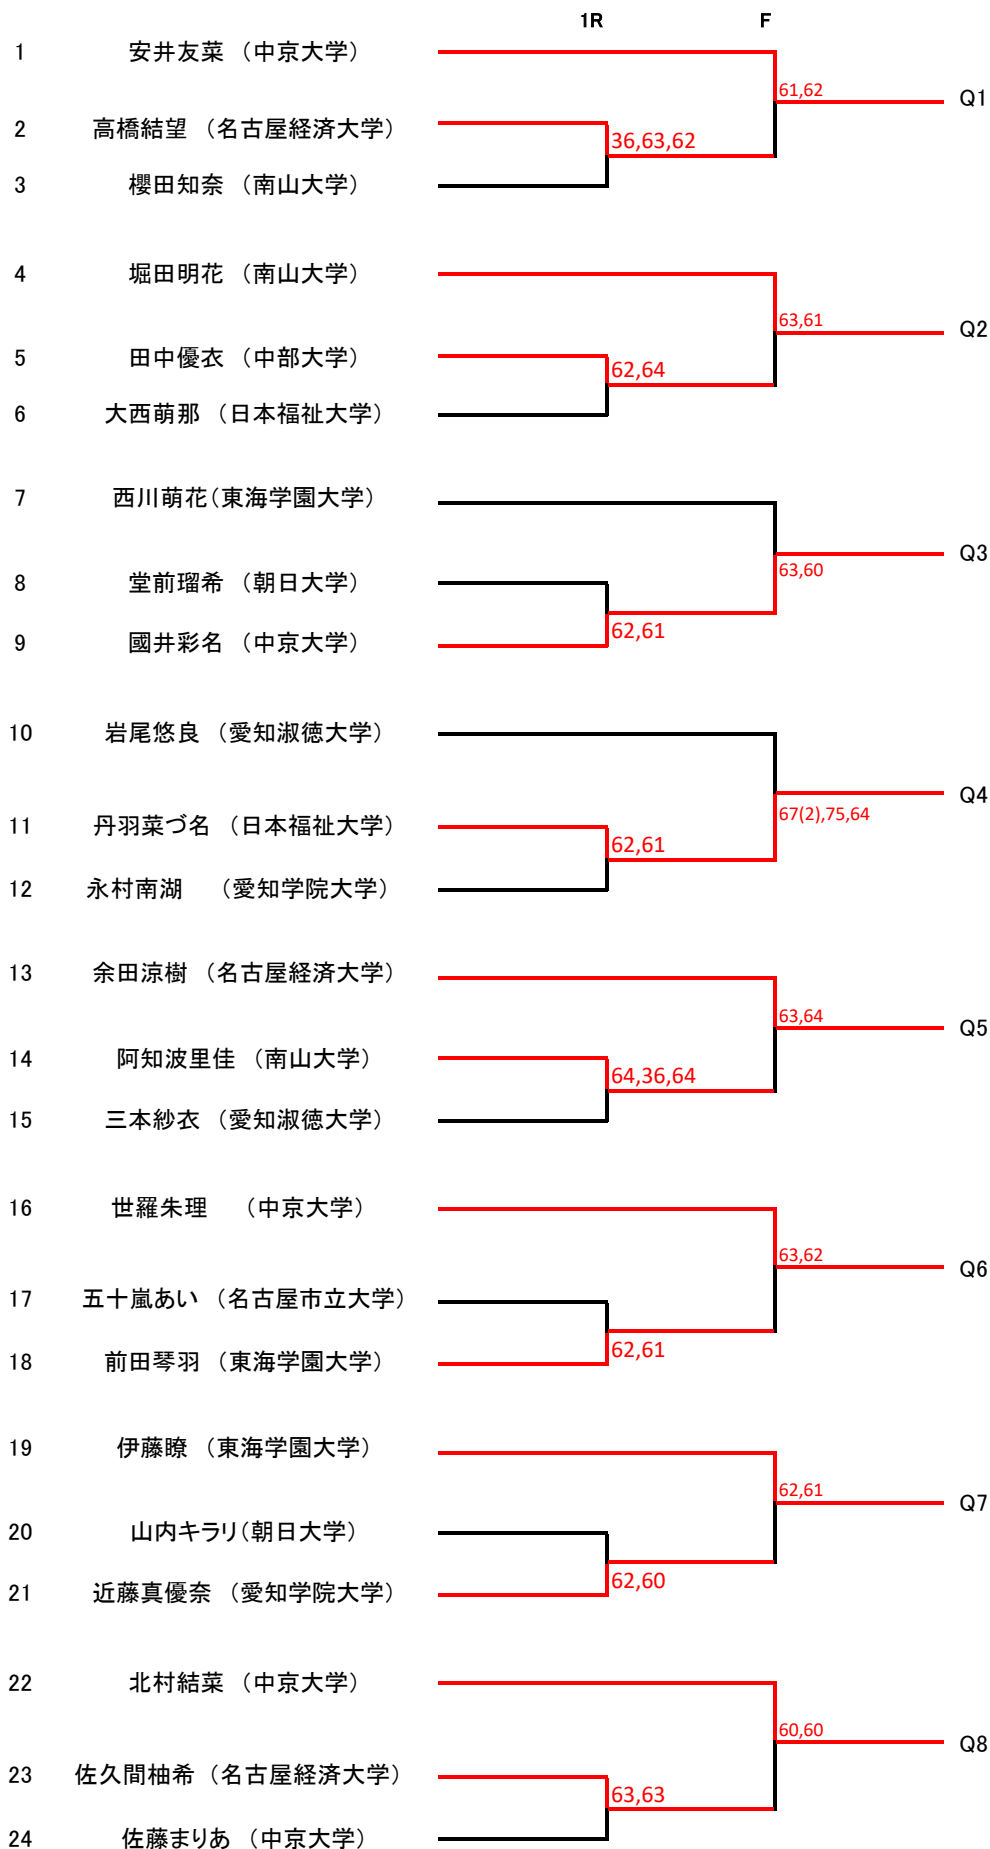 1R F
1 安井友菜 （中京大学）
61,62
Q1
2 高橋結望 （名古屋経済大学）
36,63,62
3 櫻田知奈 （南山大学）
4 堀田明花 （南山大学）
63,61
Q2
5 田中優衣 （中部大学）
62,64
6 大西萌那 （日本福祉大学）
7 西川萌花（東海学園大学）
Q3
63,60
8 堂前瑠希 （朝日大学）
9 國井彩名 （中京大学）
62,61
10 岩尾悠良 （愛知淑徳大学）
Q4
67(2),75,64
11 丹羽菜づ名 （日本福祉大学）
62,61
12 永村南湖 （愛知学院大学）
13 余田涼樹 （名古屋経済大学）
63,64
Q5
14 阿知波里佳 （南山大学）
64,36,64
15 三本紗衣 （愛知淑徳大学）
16 世羅朱理 （中京大学）
63,62
Q6
17 五十嵐あい （名古屋市立大学）
62,61
18 前田琴羽 （東海学園大学）
19 伊藤瞭 （東海学園大学）
62,61
Q7
20 山内キラリ（朝日大学）
62,60
21 近藤真優奈 （愛知学院大学）
22 北村結菜 （中京大学）
60,60
Q8
23 佐久間柚希 （名古屋経済大学）
63,63
24 佐藤まりあ （中京大学）